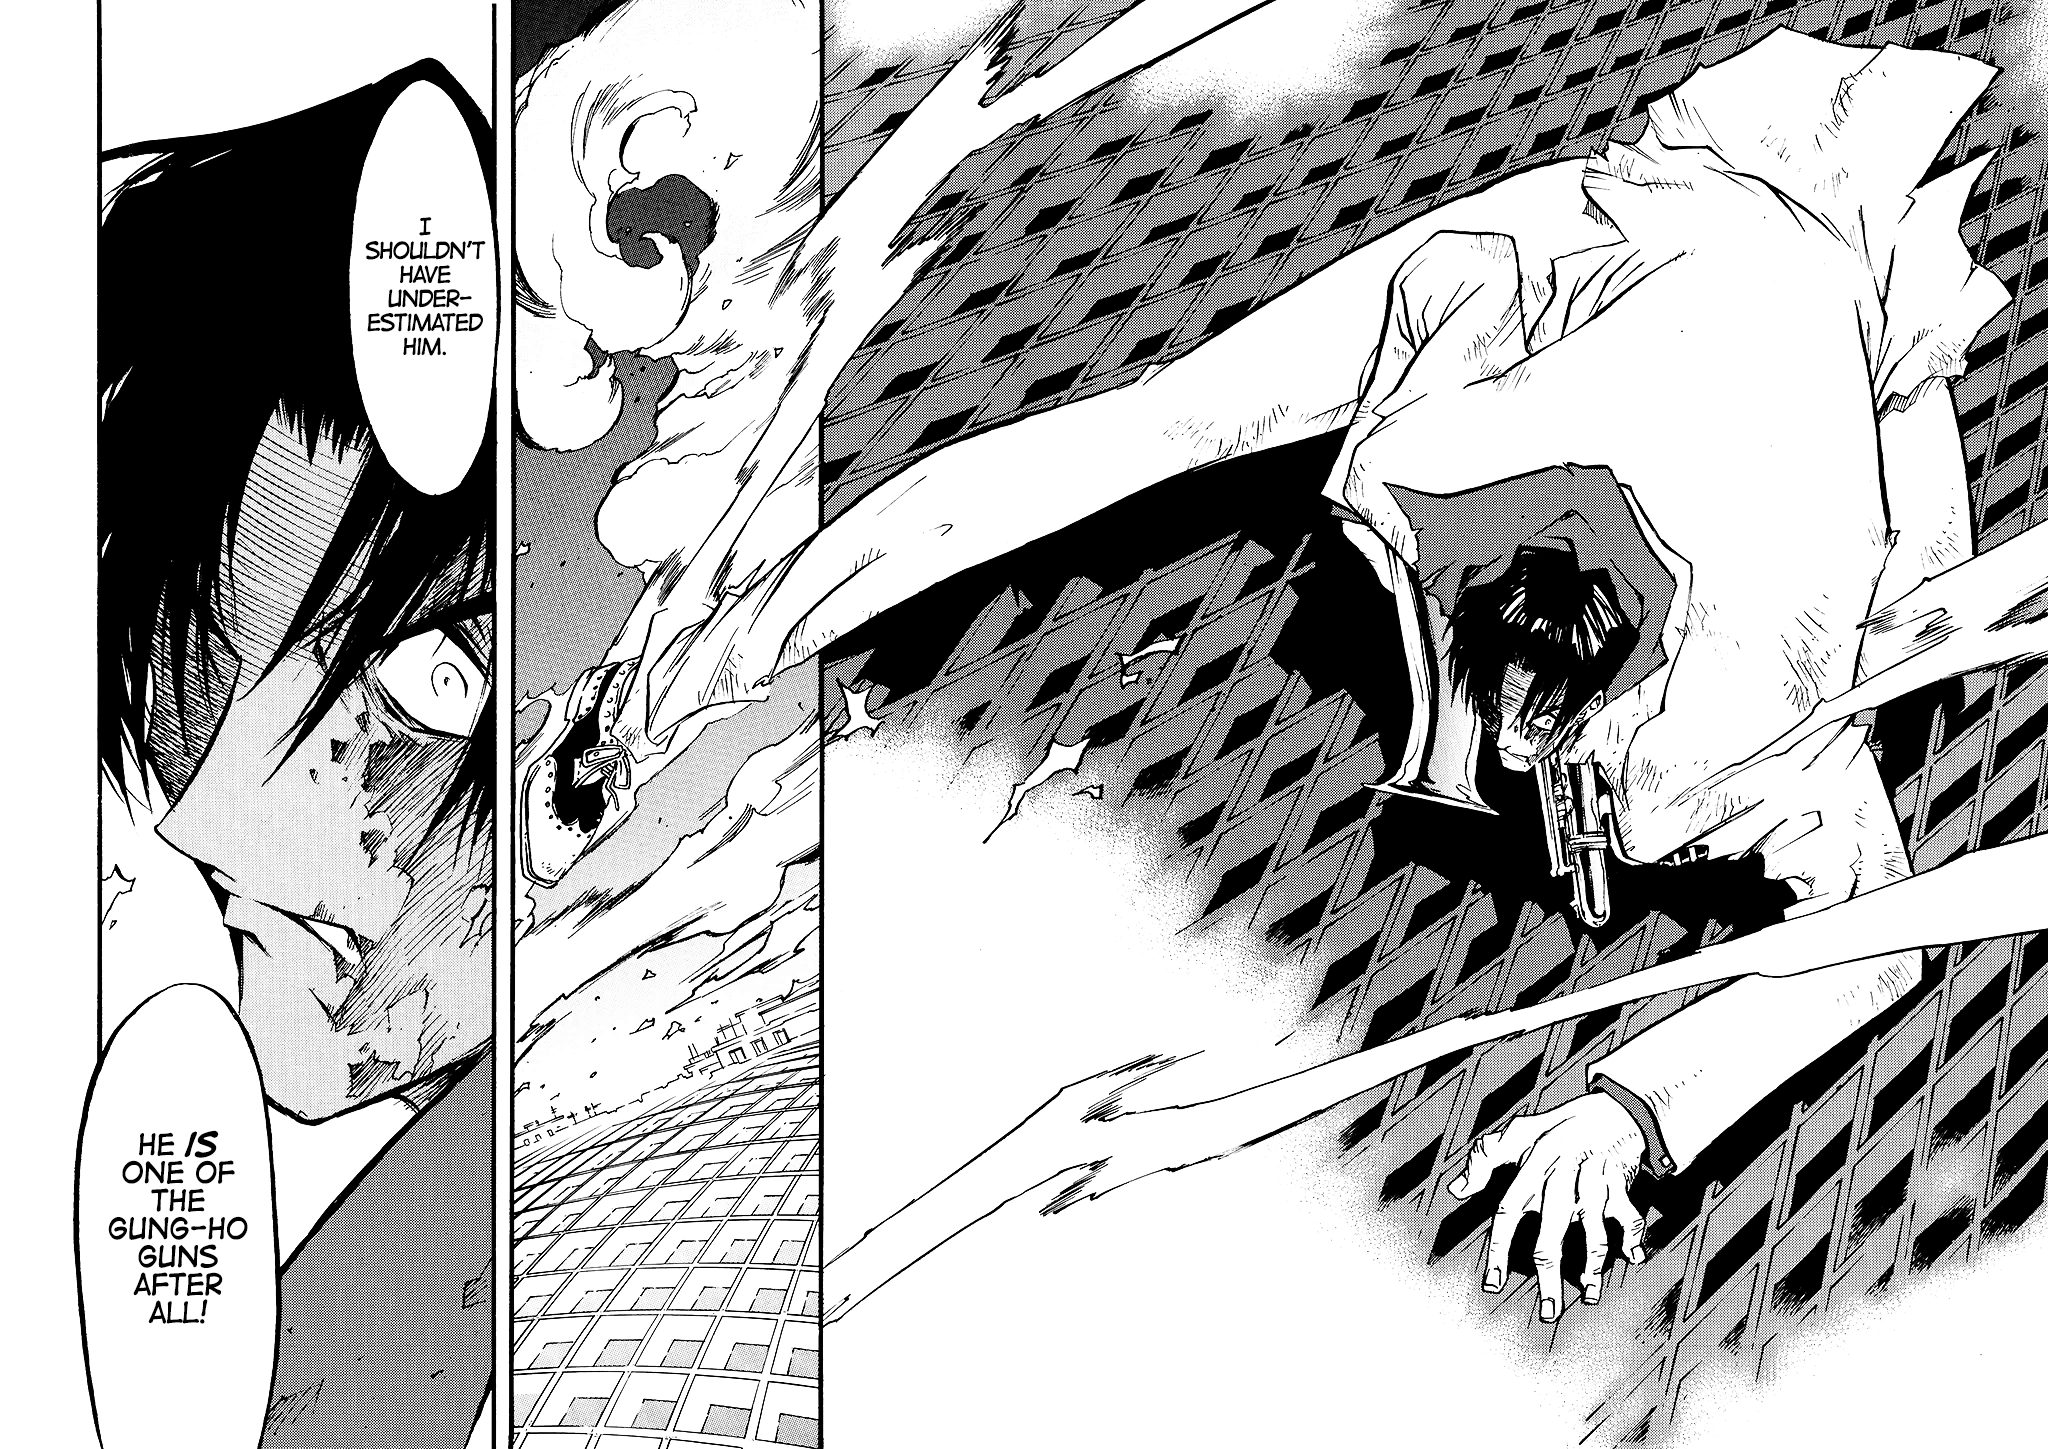 I
SHOULDN'T
HAVE
UNDER-
ESTIMATED
HIM.
HE IS
ONE OF
THE
GUNG-HO
GUNS
AFTER
ALL!